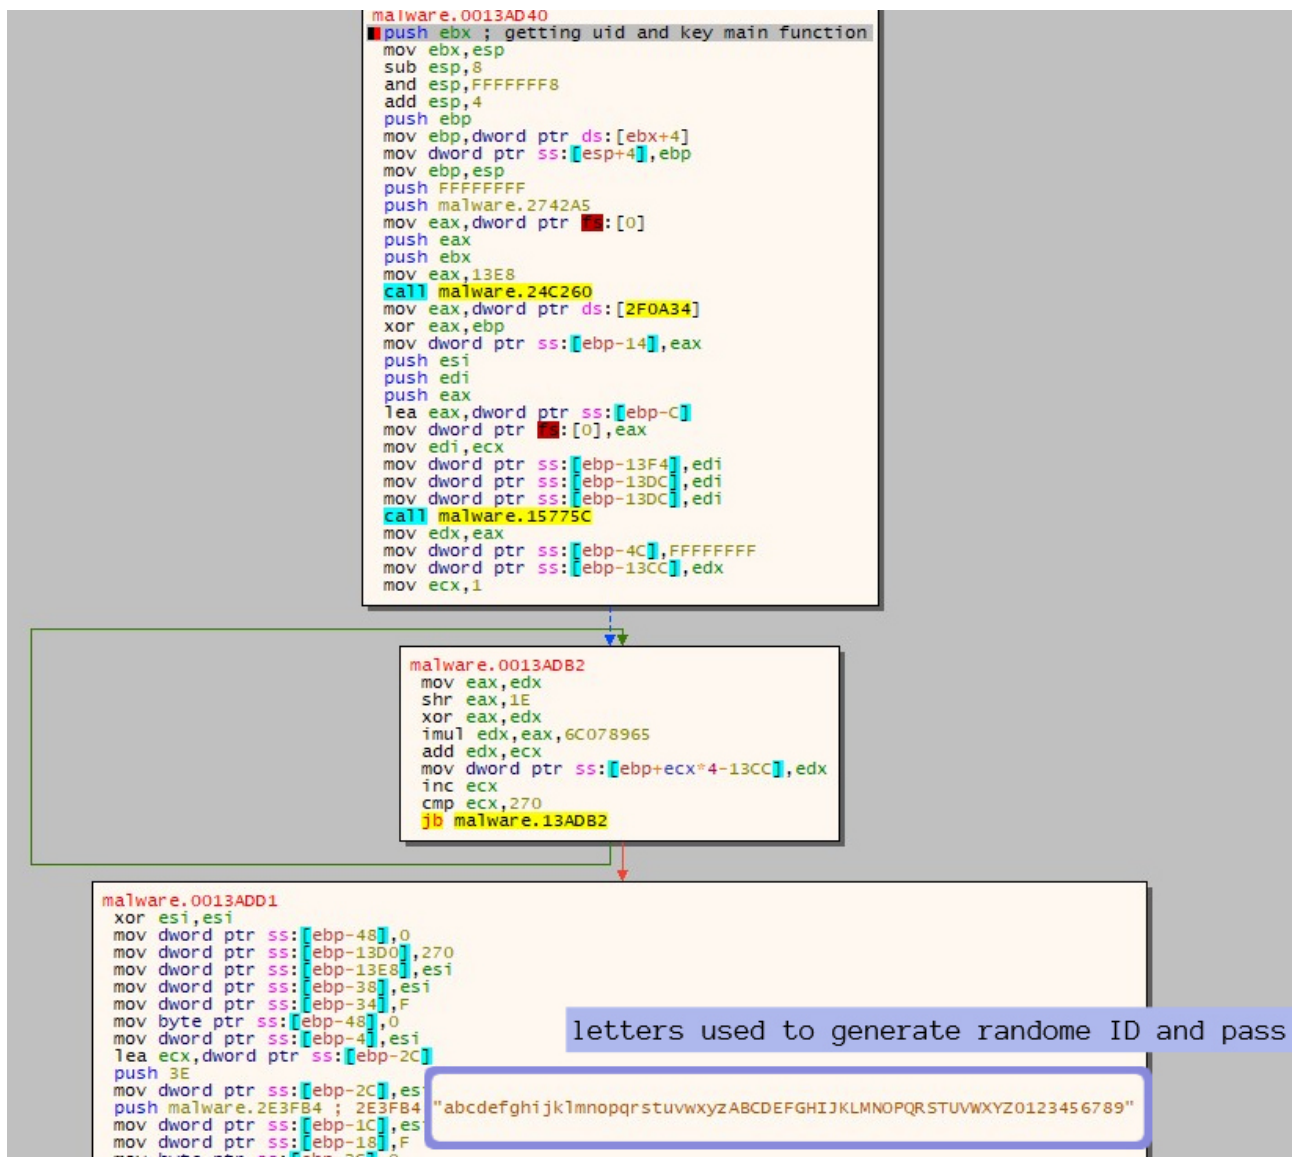 malware.0013AD40
push ebx ; getting uid and key main function
mov ebx,esp
sub esp,8
and esp,FFFFFFF8
add esp,4
push ebp
mov ebp,dword ptr ds:[ebx+4]
mov dword ptr ss:[esp+4],ebp
mov ebp,esp
push FFFFFFFF
push malware.2742A5
mov eax,dword ptr fs:[0]
push eax
push ebx
mov eax,13E8
call malware.24C260
mov eax,dword ptr ds:[2F0A34]
xor eax,ebp
mov dword ptr ss:[ebp-14],eax
push esi
push edi
push eax
lea eax,dword ptr ss:[ebp-C]
mov dword ptr fs:[0],eax
mov edi,ecx
mov dword ptr ss:[ebp-13F4],edi
mov dword ptr ss:[ebp-13DC],edi
mov dword ptr ss:[ebp-13DC],edi
call malware.15775C
mov edx,eax
mov dword ptr ss:[ebp-4C],FFFFFFFF
mov dword ptr ss:[ebp-13CC],edx
mov ecx,1
malware.0013ADB2
mov eax,edx
shr eax,1E
xor eax,edx
imul edx,eax,6C078965
add edx,ecx
mov dword ptr ss:[ebp+ecx*4-13CC],edx
inc ecx
cmp ecx,270
jb malware.13ADB2
malware.0013ADD1
xor esi,esi
mov dword ptr ss:[ebp-48],0
mov dword ptr ss:[ebp-13D0],270
mov dword ptr ss:[ebp-13E8],esi
mov dword ptr ss:[ebp-38],esi
mov dword ptr ss:[ebp-34],F
mov byte ptr ss:[ebp-48],0
mov dword ptr ss:[ebp-4],esi
letters used to generate randome ID and pass
lea ecx,dword ptr ss:[ebp-2C]
push 3E
mov dword ptr ss:[ebp-2C],es
push malware.2E3FB4 ; 2E3FB4 "abcdefghijklmnopqrstuvwxyzABCDEFGHIJKLMNOPQRSTUVWXYZ0123456789"
mov dword ptr ss:[ebp-1C],es
mov dword ptr ss:[ebp-18],F